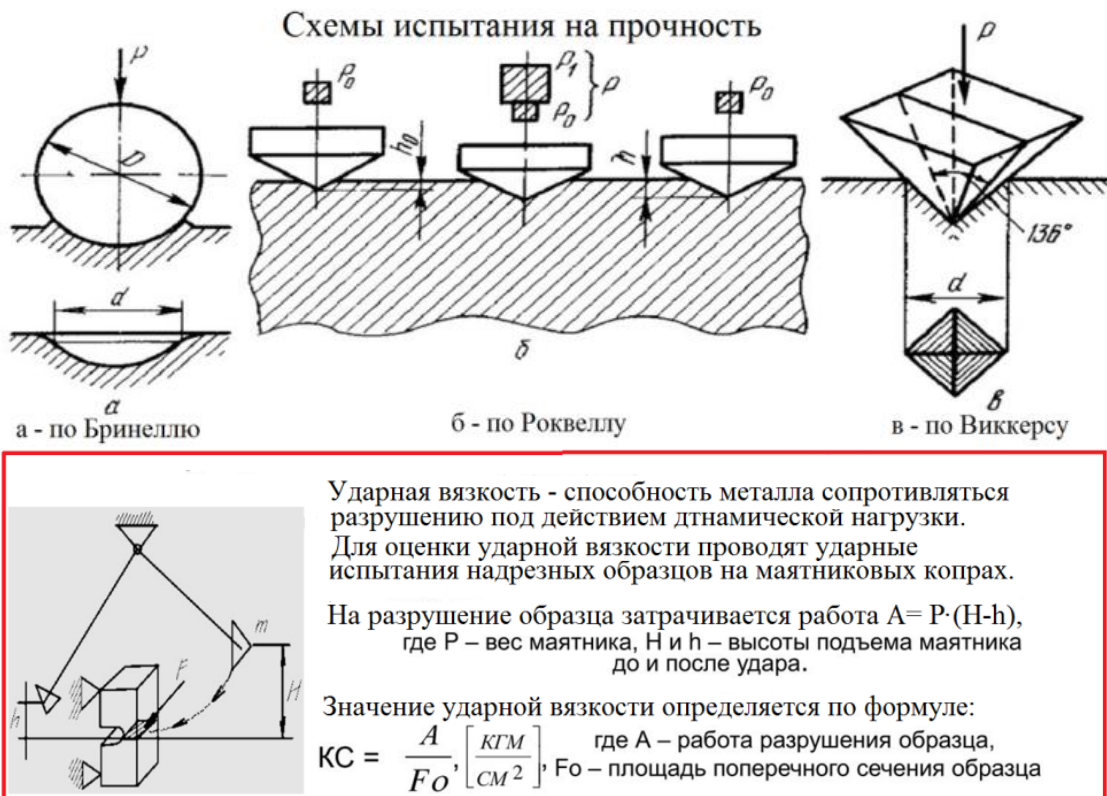 Схемы испытания на прочность
P
D
d
а
а - по Бринеллю
P₀
h₀
P₁
P₀
P
h
P₀
б
б - по Роквеллу
P
136°
d
в
в - по Виккерсу
Ударная вязкость - способность металла сопротивляться
разрушению под действием дтнамической нагрузки.
Для оценки ударной вязкости проводят ударные
испытания надрезных образцов на маятниковых копрах.
На разрушение образца затрачивается работа A= P·(H-h),
где P – вес маятника, H и h – высоты подъема маятника
до и после удара.
Значение ударной вязкости определяется по формуле:
КС = A/Fo, [КГМ/СМ²], где А – работа разрушения образца,
Fo – площадь поперечного сечения образца
m
F
H
h